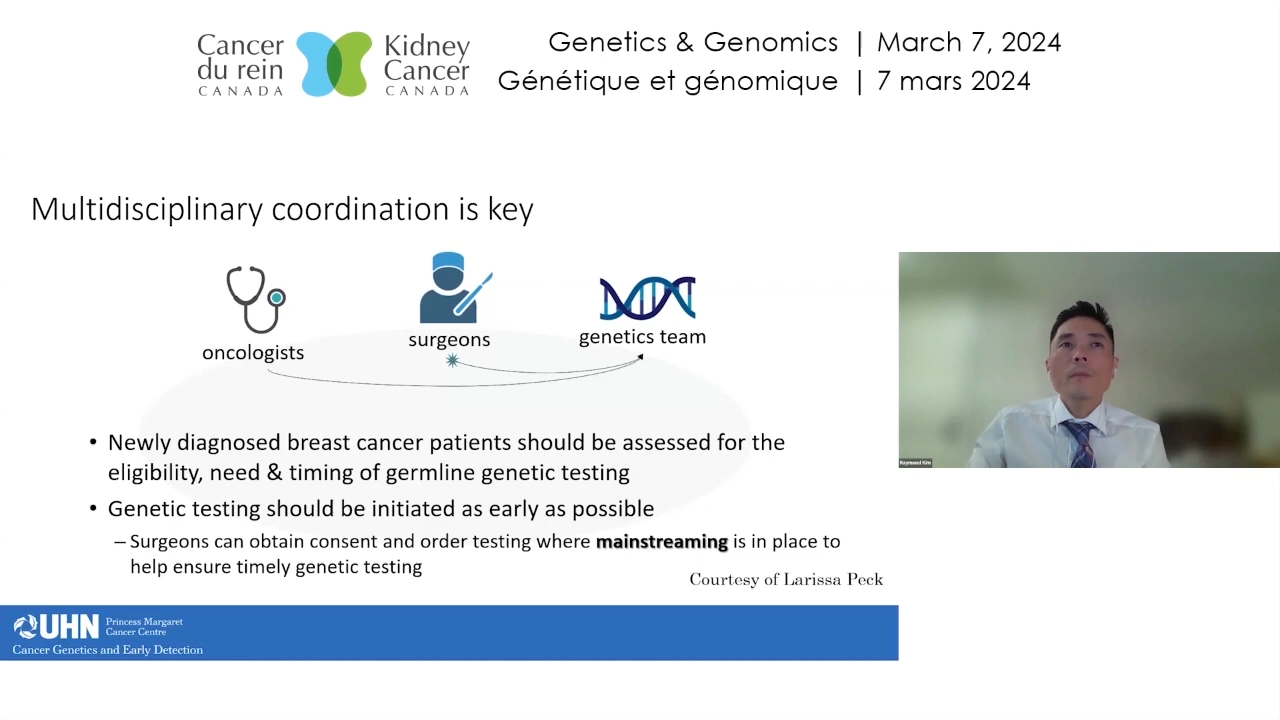 Cancer
du rein
CANADA
Kidney
Cancer
CANADA
Genetics & Genomics | March 7, 2024
Génétique et génomique | 7 mars 2024
Multidisciplinary coordination is key
oncologists
surgeons
genetics team
• Newly diagnosed breast cancer patients should be assessed for the
eligibility, need & timing of germline genetic testing
• Genetic testing should be initiated as early as possible
– Surgeons can obtain consent and order testing where mainstreaming is in place to
help ensure timely genetic testing
Courtesy of Larissa Peck
UHN
Princess Margaret
Cancer Centre
Cancer Genetics and Early Detection
Raymond Kim